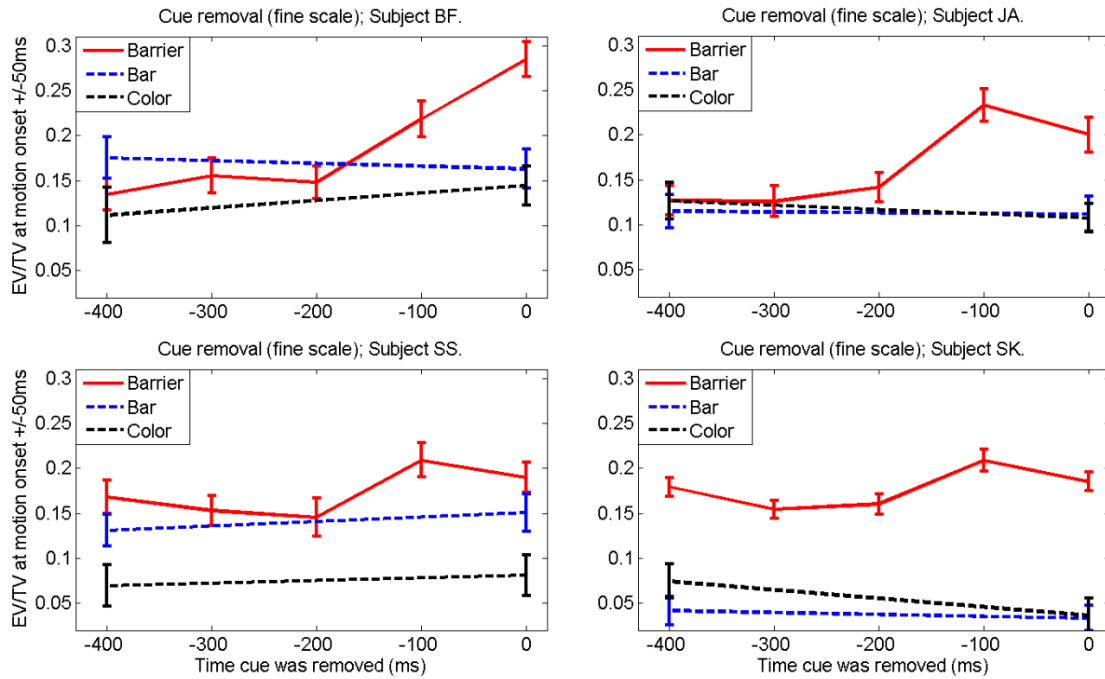 Cue removal (fine scale); Subject BF.
EV/TV at motion onset +/-50ms
0.3
0.25
0.2
0.15
0.1
0.05
Barrier
Bar
Color
-400 -300 -200 -100 0
Cue removal (fine scale); Subject JA.
0.3
0.25
0.2
0.15
0.1
0.05
Barrier
Bar
Color
-400 -300 -200 -100 0
Cue removal (fine scale); Subject SS.
EV/TV at motion onset +/-50ms
0.3
0.25
0.2
0.15
0.1
0.05
Barrier
Bar
Color
-400 -300 -200 -100 0
Time cue was removed (ms)
Cue removal (fine scale); Subject SK.
0.3
0.25
0.2
0.15
0.1
0.05
Barrier
Bar
Color
-400 -300 -200 -100 0
Time cue was removed (ms)